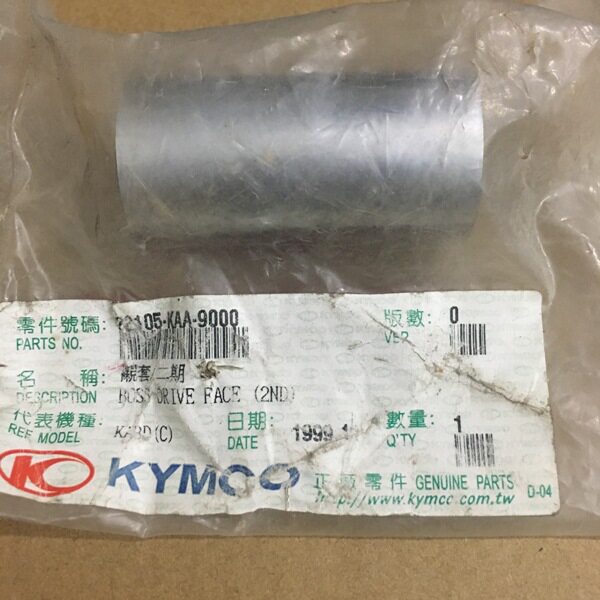 零件號碼: 22105-KAA-9000 版數: 0
PARTS NO. VER
名 稱: 襯套/二期
DESCRIPTION BOSS DRIVE FACE (2ND)
代表機種: 日期: 數量: 1
REF MODEL DATE 1999 Q'TY
KYMCO 正廠零件 GENUINE PARTS
http://www.kymco.com.tw D-04